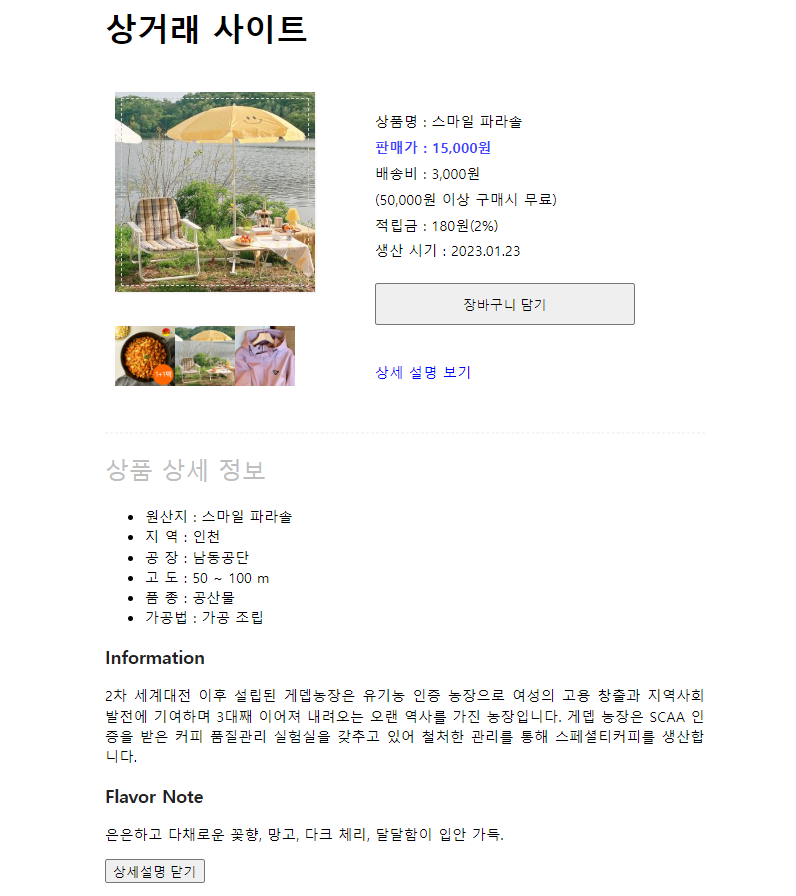 상거래 사이트
상품명 : 스마일 파라솔
판매가 : 15,000원
배송비 : 3,000원
(50,000원 이상 구매시 무료)
적립금 : 180원(2%)
생산 시기 : 2023.01.23
장바구니 담기
1+1팩
상세 설명 보기
상품 상세 정보
원산지 : 스마일 파라솔
지 역 : 인천
공 장 : 남동공단
고 도 : 50 ~ 100 m
품 종 : 공산물
가공법 : 가공 조립
Information
2차 세계대전 이후 설립된 게뎁농장은 유기농 인증 농장으로 여성의 고용 창출과 지역사회
발전에 기여하며 3대째 이어져 내려오는 오랜 역사를 가진 농장입니다. 게뎁 농장은 SCAA 인
증을 받은 커피 품질관리 실험실을 갖추고 있어 철처한 관리를 통해 스페셜티커피를 생산합
니다.
Flavor Note
은은하고 다채로운 꽃향, 망고, 다크 체리, 달달함이 입안 가득.
상세설명 닫기